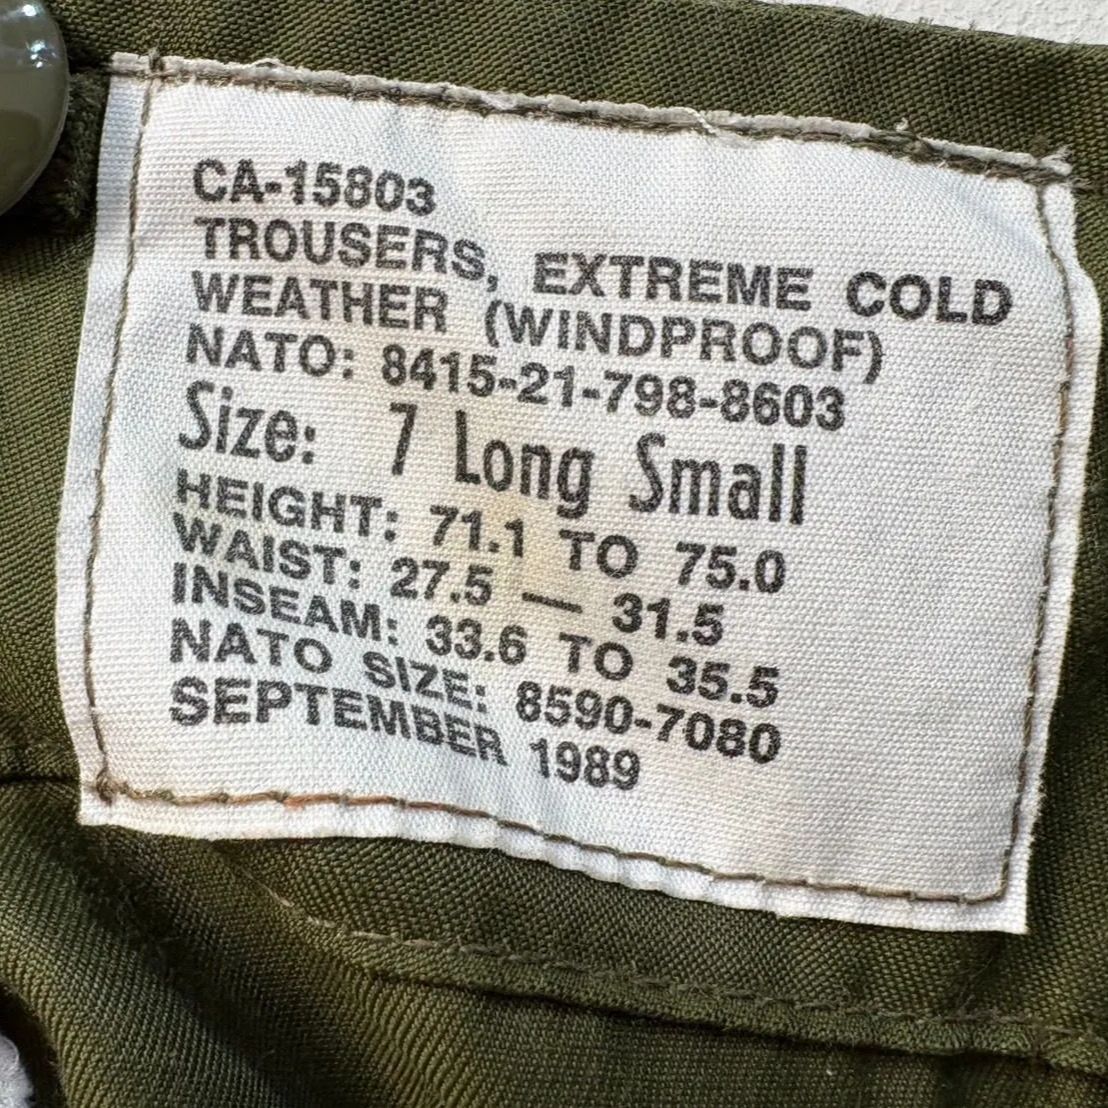 CA-15803
TROUSERS, EXTREME COLD
WEATHER (WINDPROOF)
NATO: 8415-21-798-8603
Size: 7 Long Small
HEIGHT: 71.1 TO 75.0
WAIST: 27.5 — 31.5
INSEAM: 33.6 TO 35.5
NATO SIZE: 8590-7080
SEPTEMBER 1989